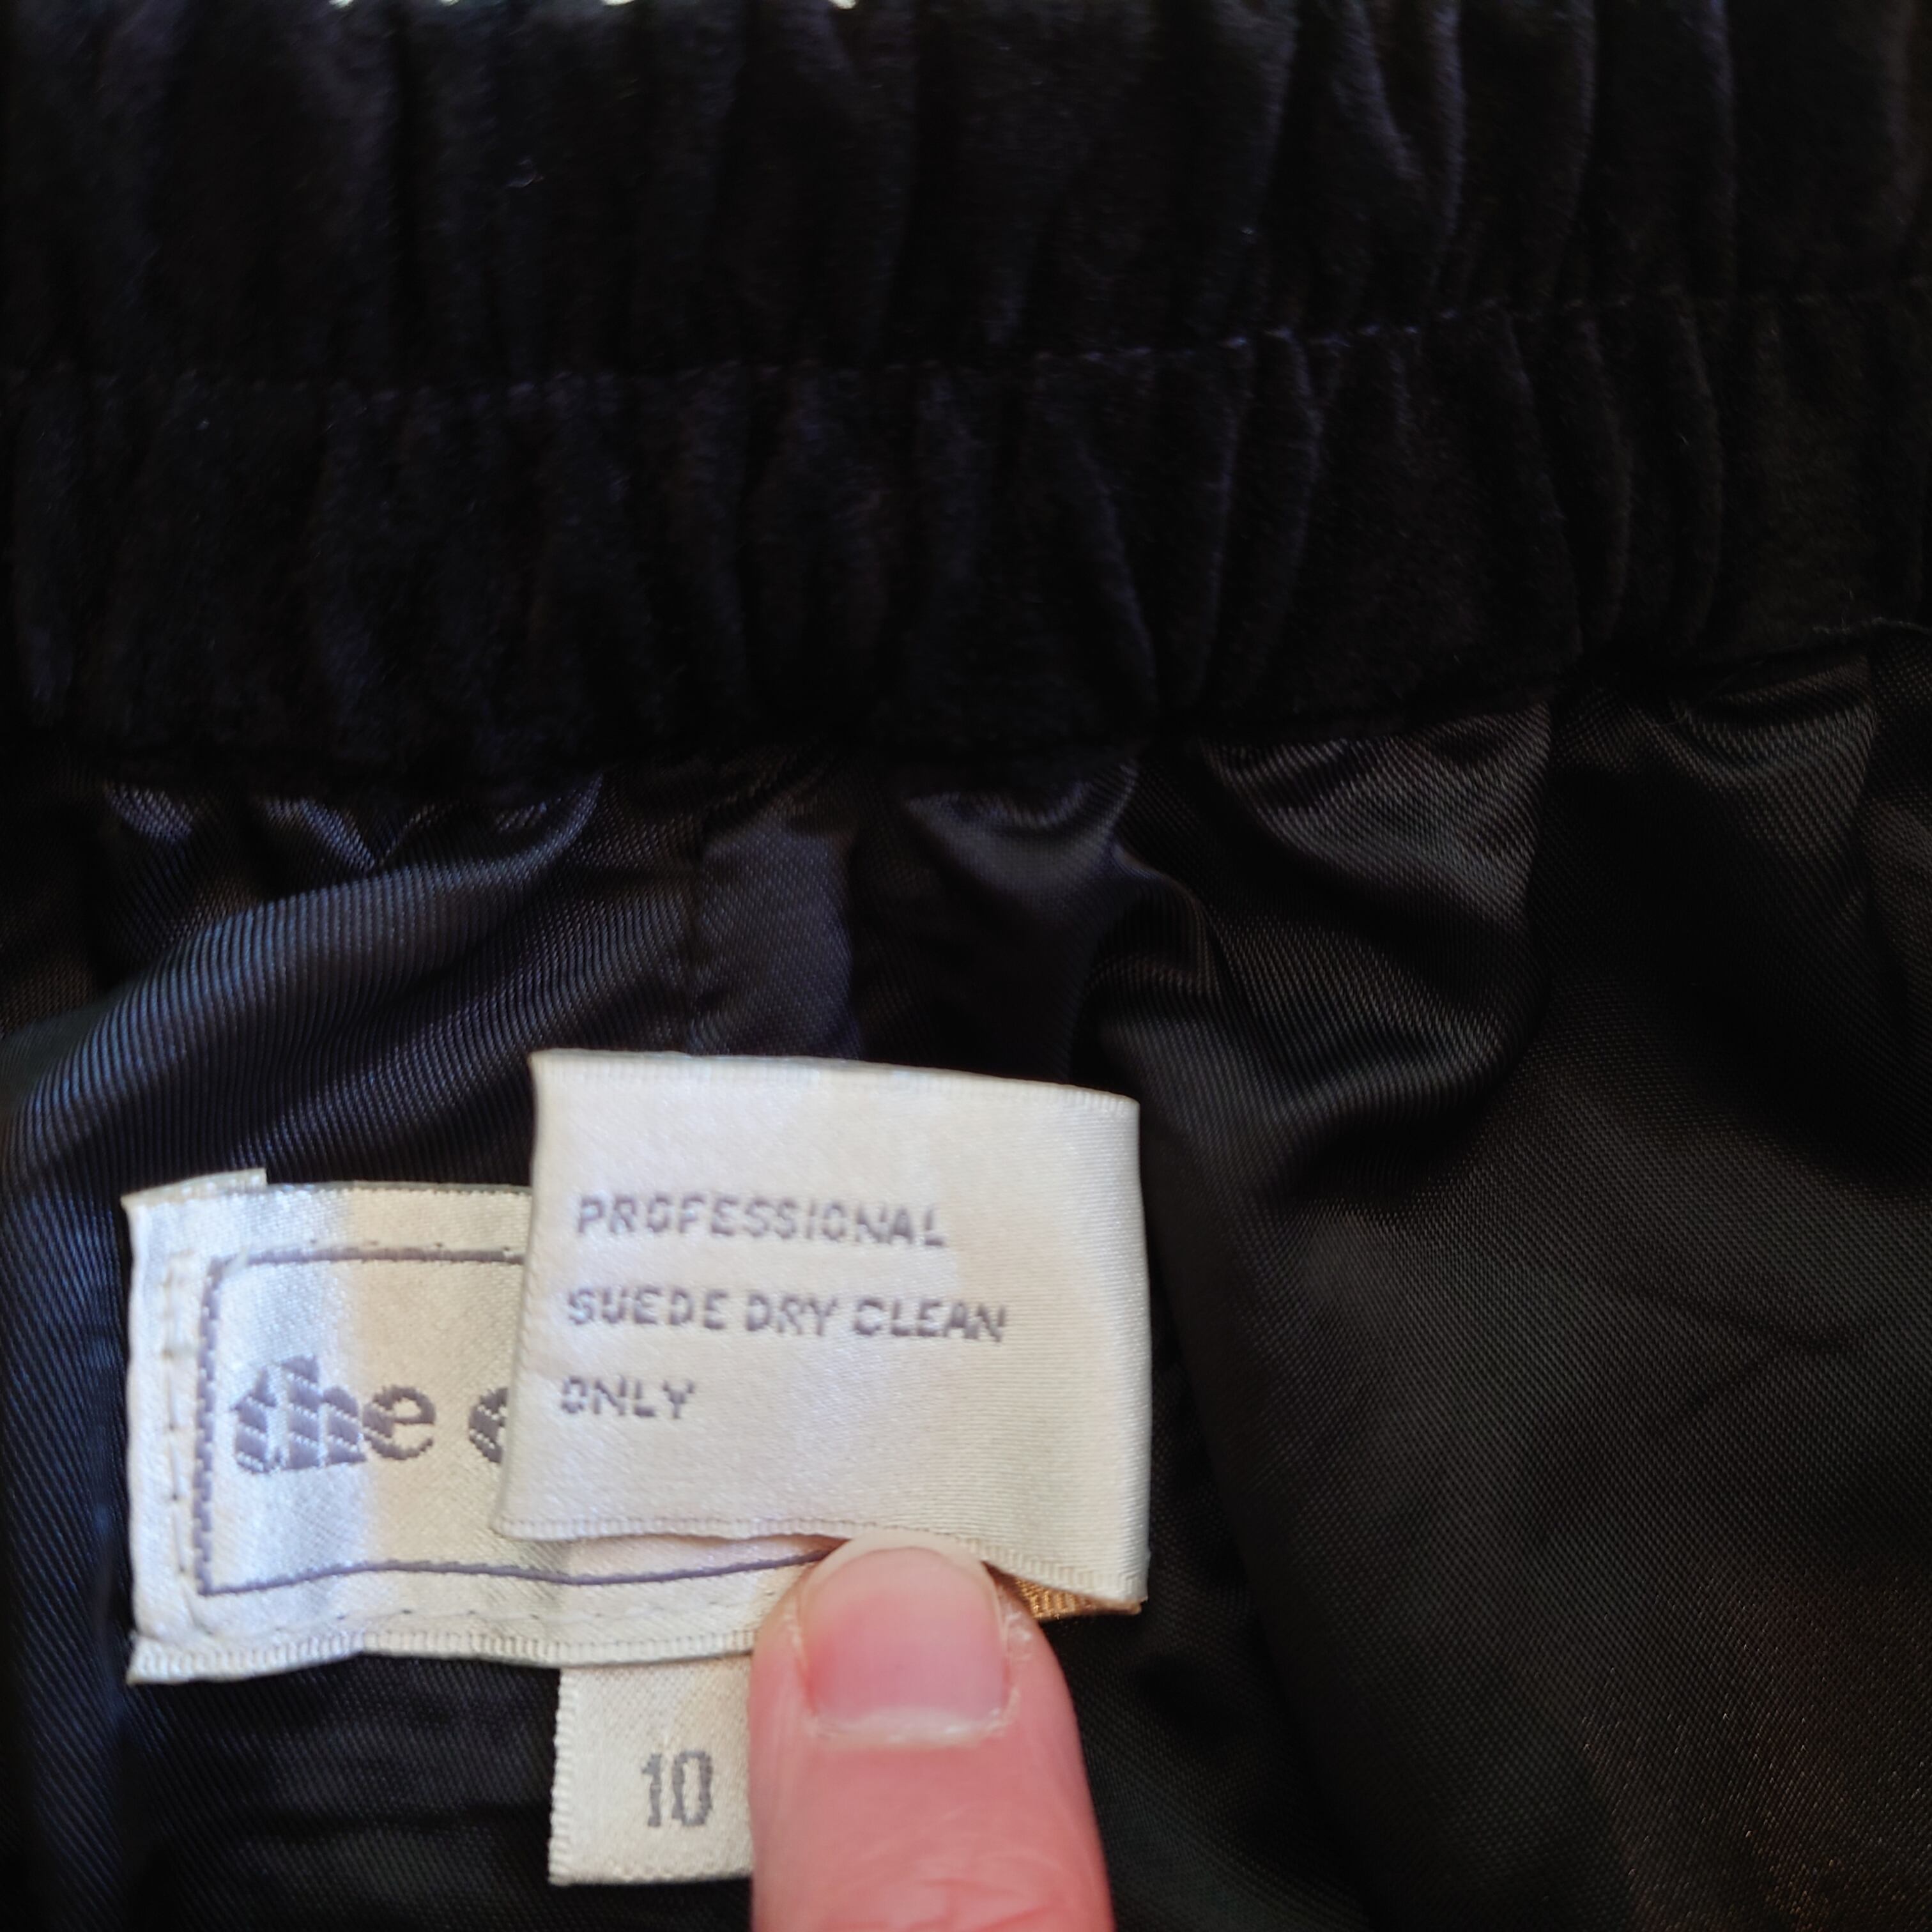 PROFESSIONAL
SUEDE DRY CLEAN
ONLY
the
10